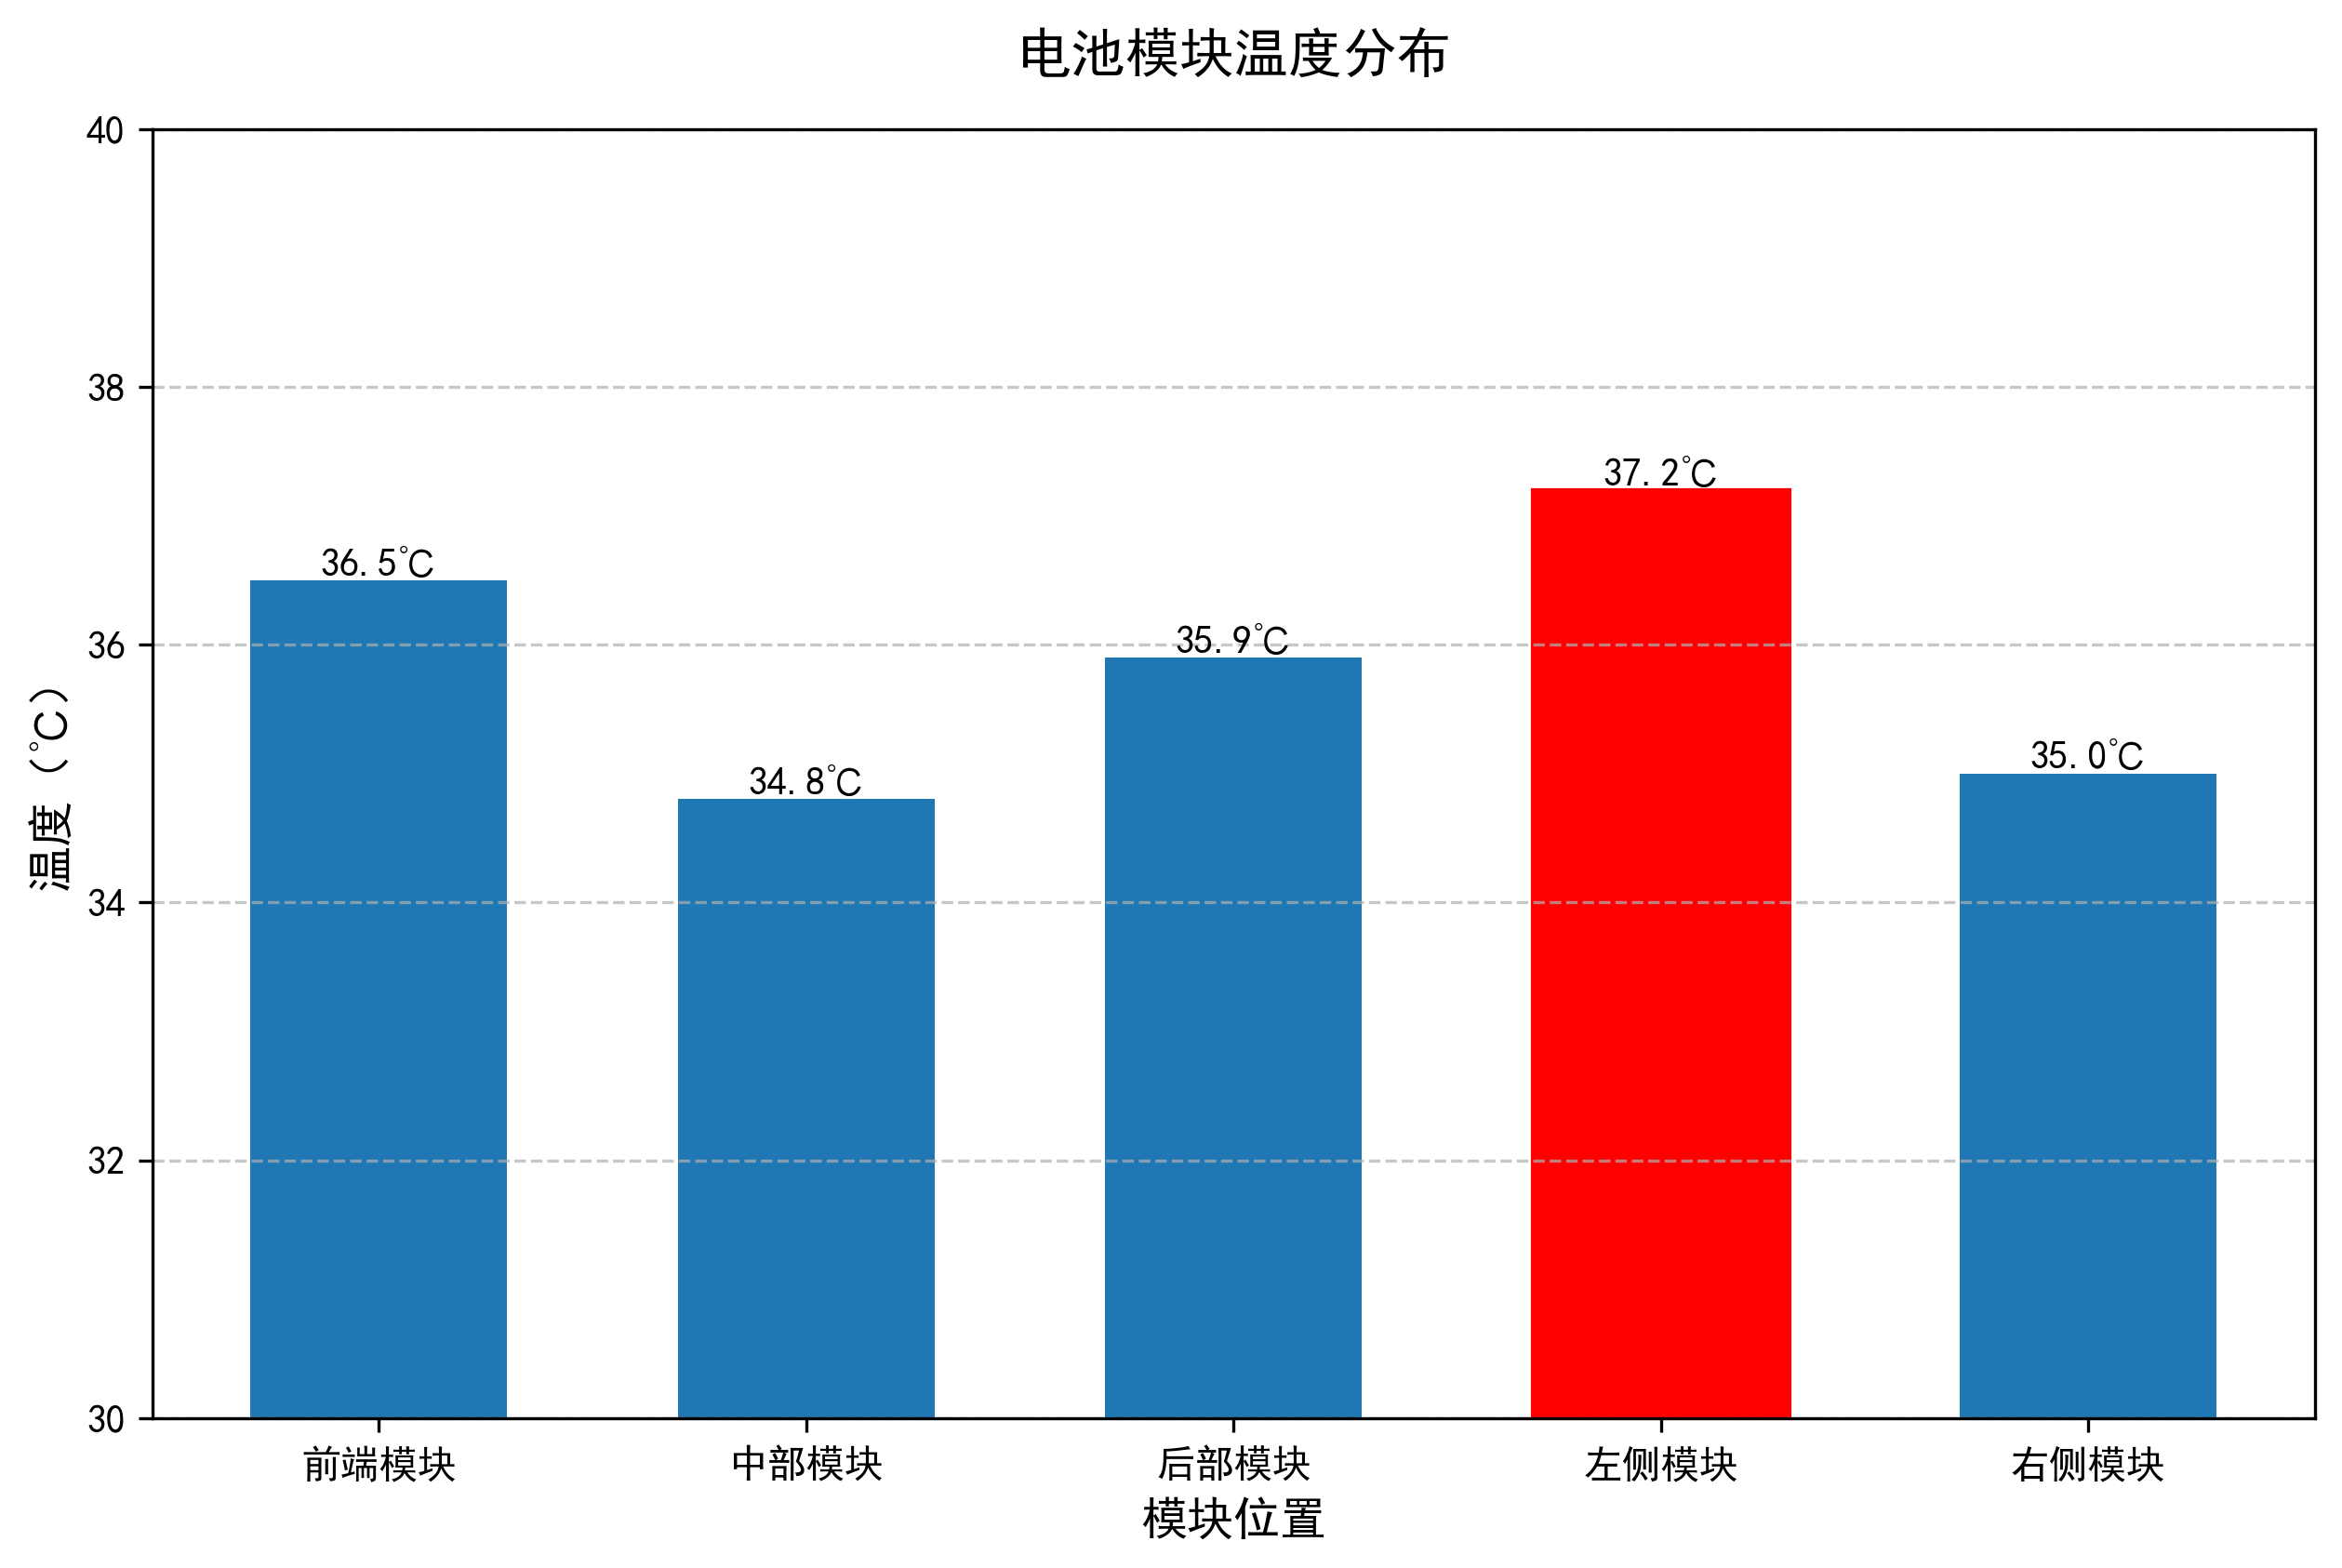 电池模块温度分布
温度（℃）
40
38
36
34
32
30
36.5℃
34.8℃
35.9℃
37.2℃
35.0℃
前端模块
中部模块
后部模块
左侧模块
右侧模块
模块位置